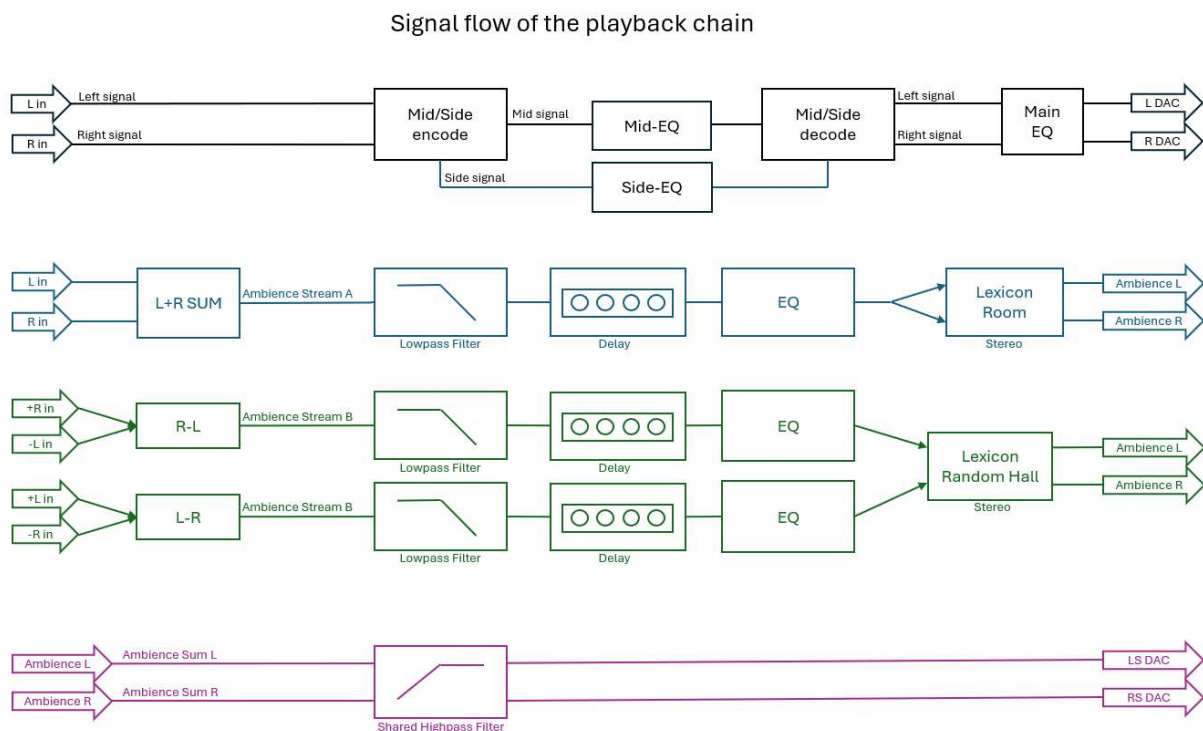 Signal flow of the playback chain
L in
Left signal
R in
Right signal
Mid/Side
encode
Mid signal
Side signal
Mid-EQ
Side-EQ
Mid/Side
decode
Left signal
Right signal
Main
EQ
L DAC
R DAC
L in
R in
L+R SUM
Ambience Stream A
Lowpass Filter
Delay
EQ
Lexicon
Room
Stereo
Ambience L
Ambience R
+R in
-L in
R-L
Ambience Stream B
Lowpass Filter
Delay
EQ
+L in
-R in
L-R
Ambience Stream B
Lowpass Filter
Delay
EQ
Lexicon
Random Hall
Stereo
Ambience L
Ambience R
Ambience L
Ambience Sum L
Ambience R
Ambience Sum R
Shared Highpass Filter
LS DAC
RS DAC